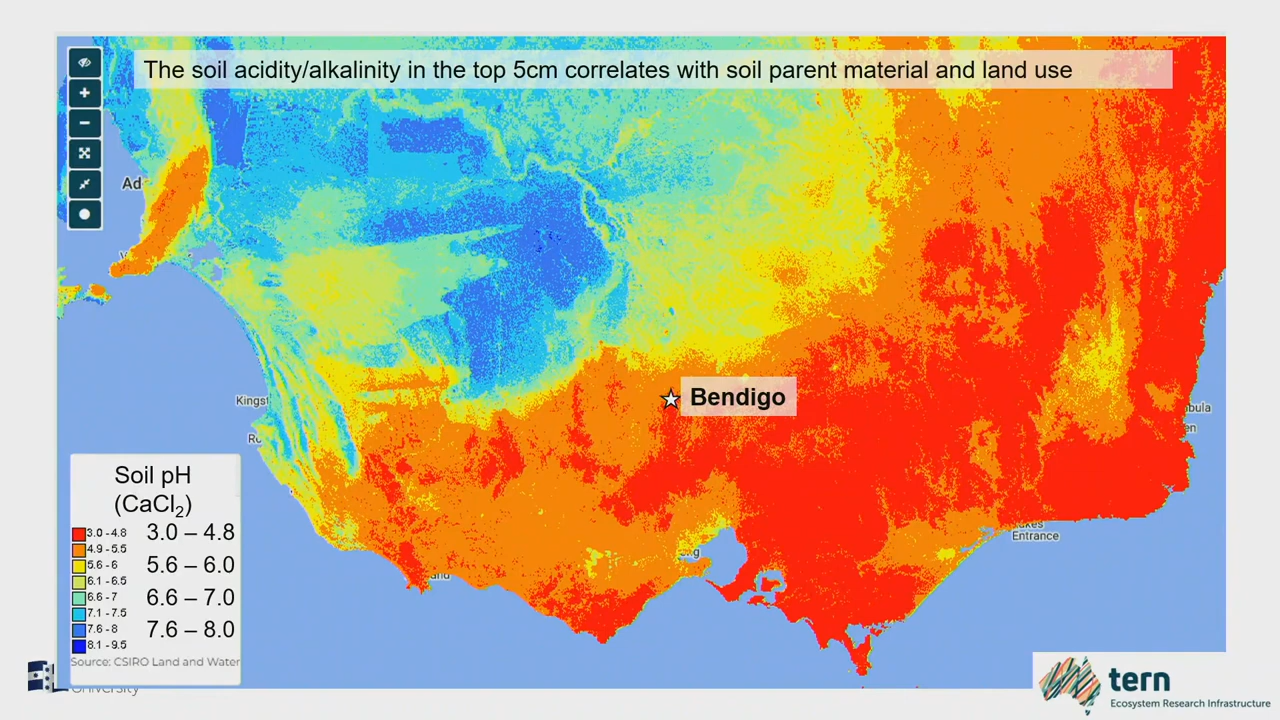 The soil acidity/alkalinity in the top 5cm correlates with soil parent material and land use
Ad
Bendigo
Kingst
Soil pH
(CaCl2)
3.0 - 4.8
3.0 – 4.8
4.9 - 5.5
5.6 - 6
5.6 – 6.0
6.1 - 6.5
6.6 - 7
6.6 – 7.0
7.1 - 7.5
7.6 - 8
7.6 – 8.0
8.1 - 9.5
Source: CSIRO Land and Water
University
Entrance
tern
Ecosystem Research Infrastructure